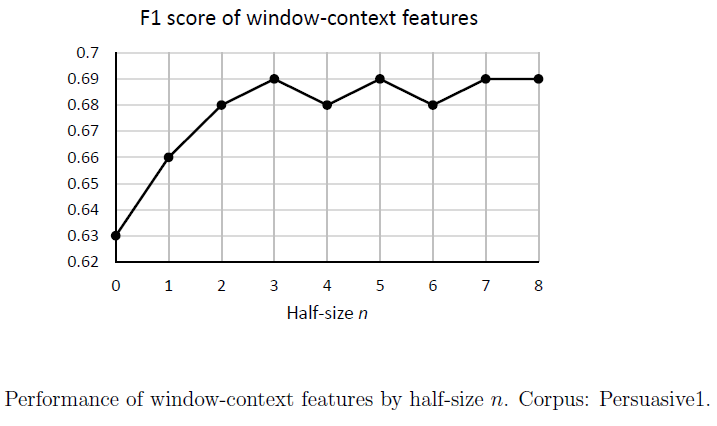 F1 score of window-context features
0.7
0.69
0.68
0.67
0.66
0.65
0.64
0.63
0.62
0 1 2 3 4 5 6 7 8
Half-size n
Performance of window-context features by half-size n. Corpus: Persuasive1.